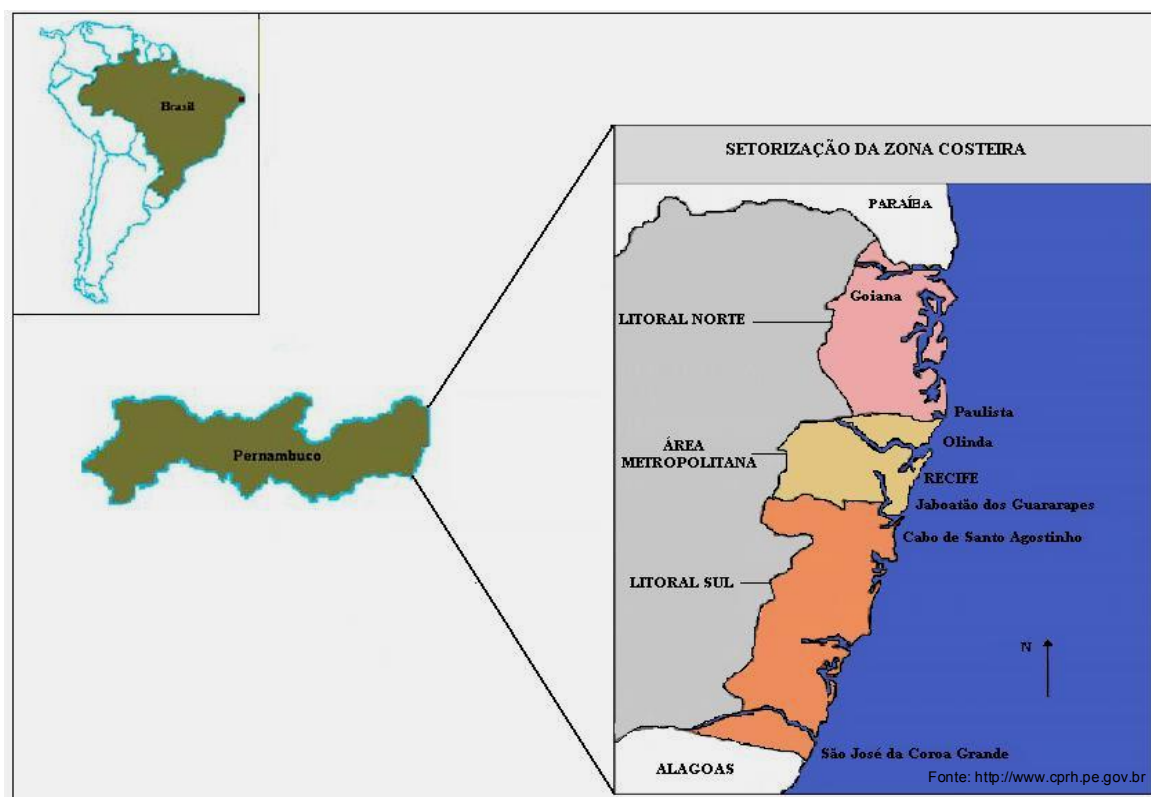 Brasil
Pernambuco
SETORIZAÇÃO DA ZONA COSTEIRA
PARAÍBA
Goiana
LITORAL NORTE
Paulista
Olinda
ÁREA
METROPOLITANA
RECIFE
Jaboatão dos Guararapes
Cabo de Santo Agostinho
LITORAL SUL
N
São José da Coroa Grande
ALAGOAS
Fonte: http://www.cprh.pe.gov.br